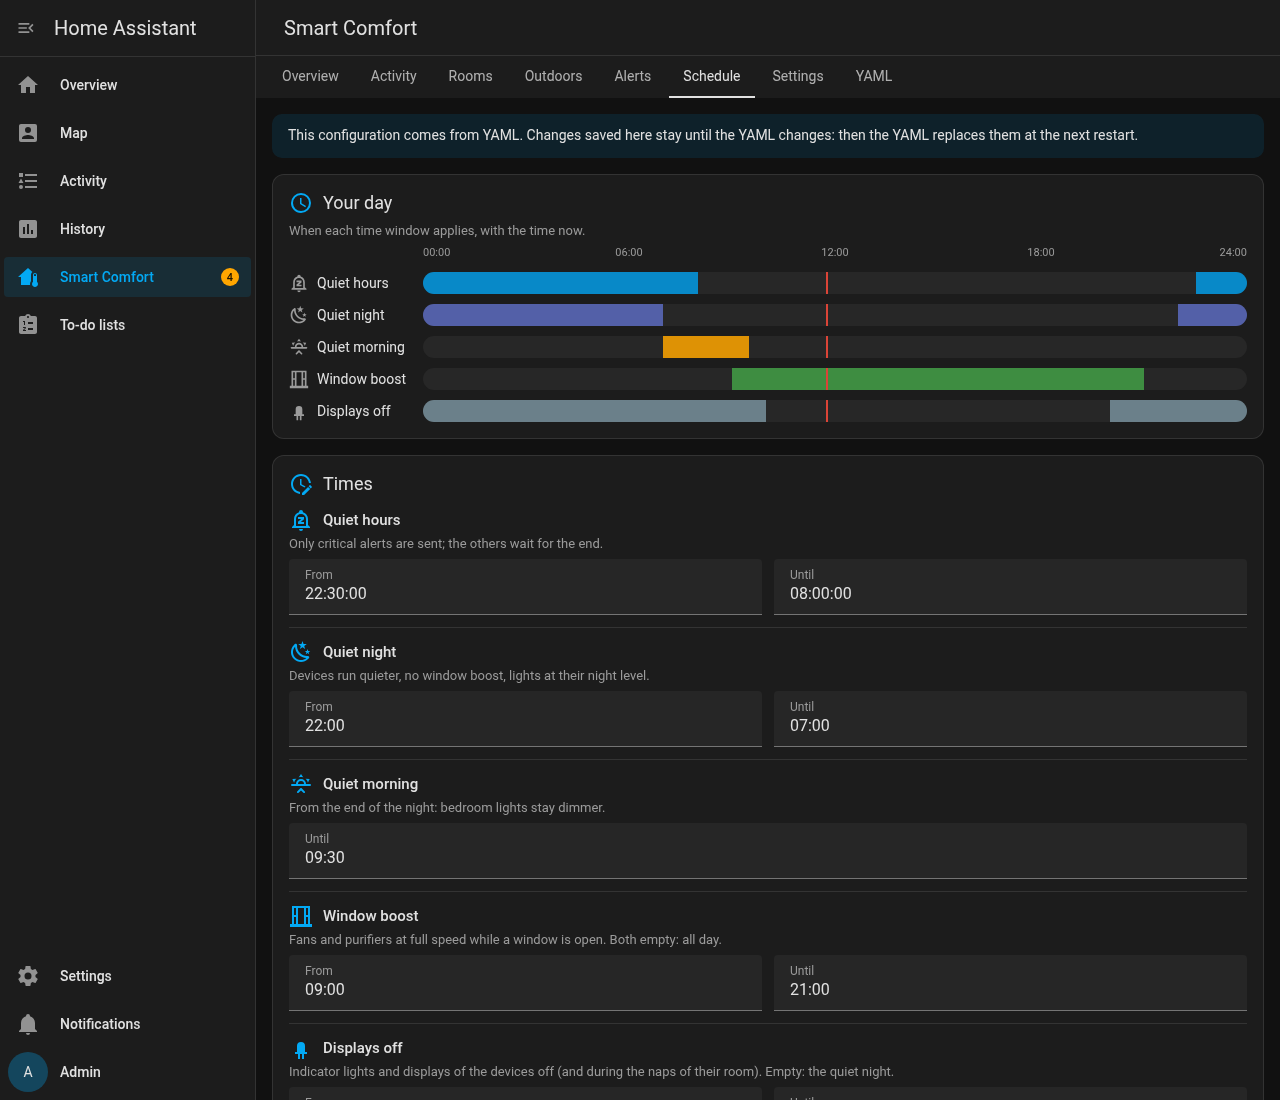 Home Assistant
Smart Comfort
Overview
Activity
Rooms
Outdoors
Alerts
Schedule
Settings
YAML
Overview
Map
Activity
History
Smart Comfort
4
To-do lists
Settings
Notifications
A
Admin
This configuration comes from YAML. Changes saved here stay until the YAML changes: then the YAML replaces them at the next restart.
Your day
When each time window applies, with the time now.
00:00
06:00
12:00
18:00
24:00
Quiet hours
Quiet night
Quiet morning
Window boost
Displays off
Times
Quiet hours
Only critical alerts are sent; the others wait for the end.
From
22:30:00
Until
08:00:00
Quiet night
Devices run quieter, no window boost, lights at their night level.
From
22:00
Until
07:00
Quiet morning
From the end of the night: bedroom lights stay dimmer.
Until
09:30
Window boost
Fans and purifiers at full speed while a window is open. Both empty: all day.
From
09:00
Until
21:00
Displays off
Indicator lights and displays of the devices off (and during the naps of their room). Empty: the quiet night.